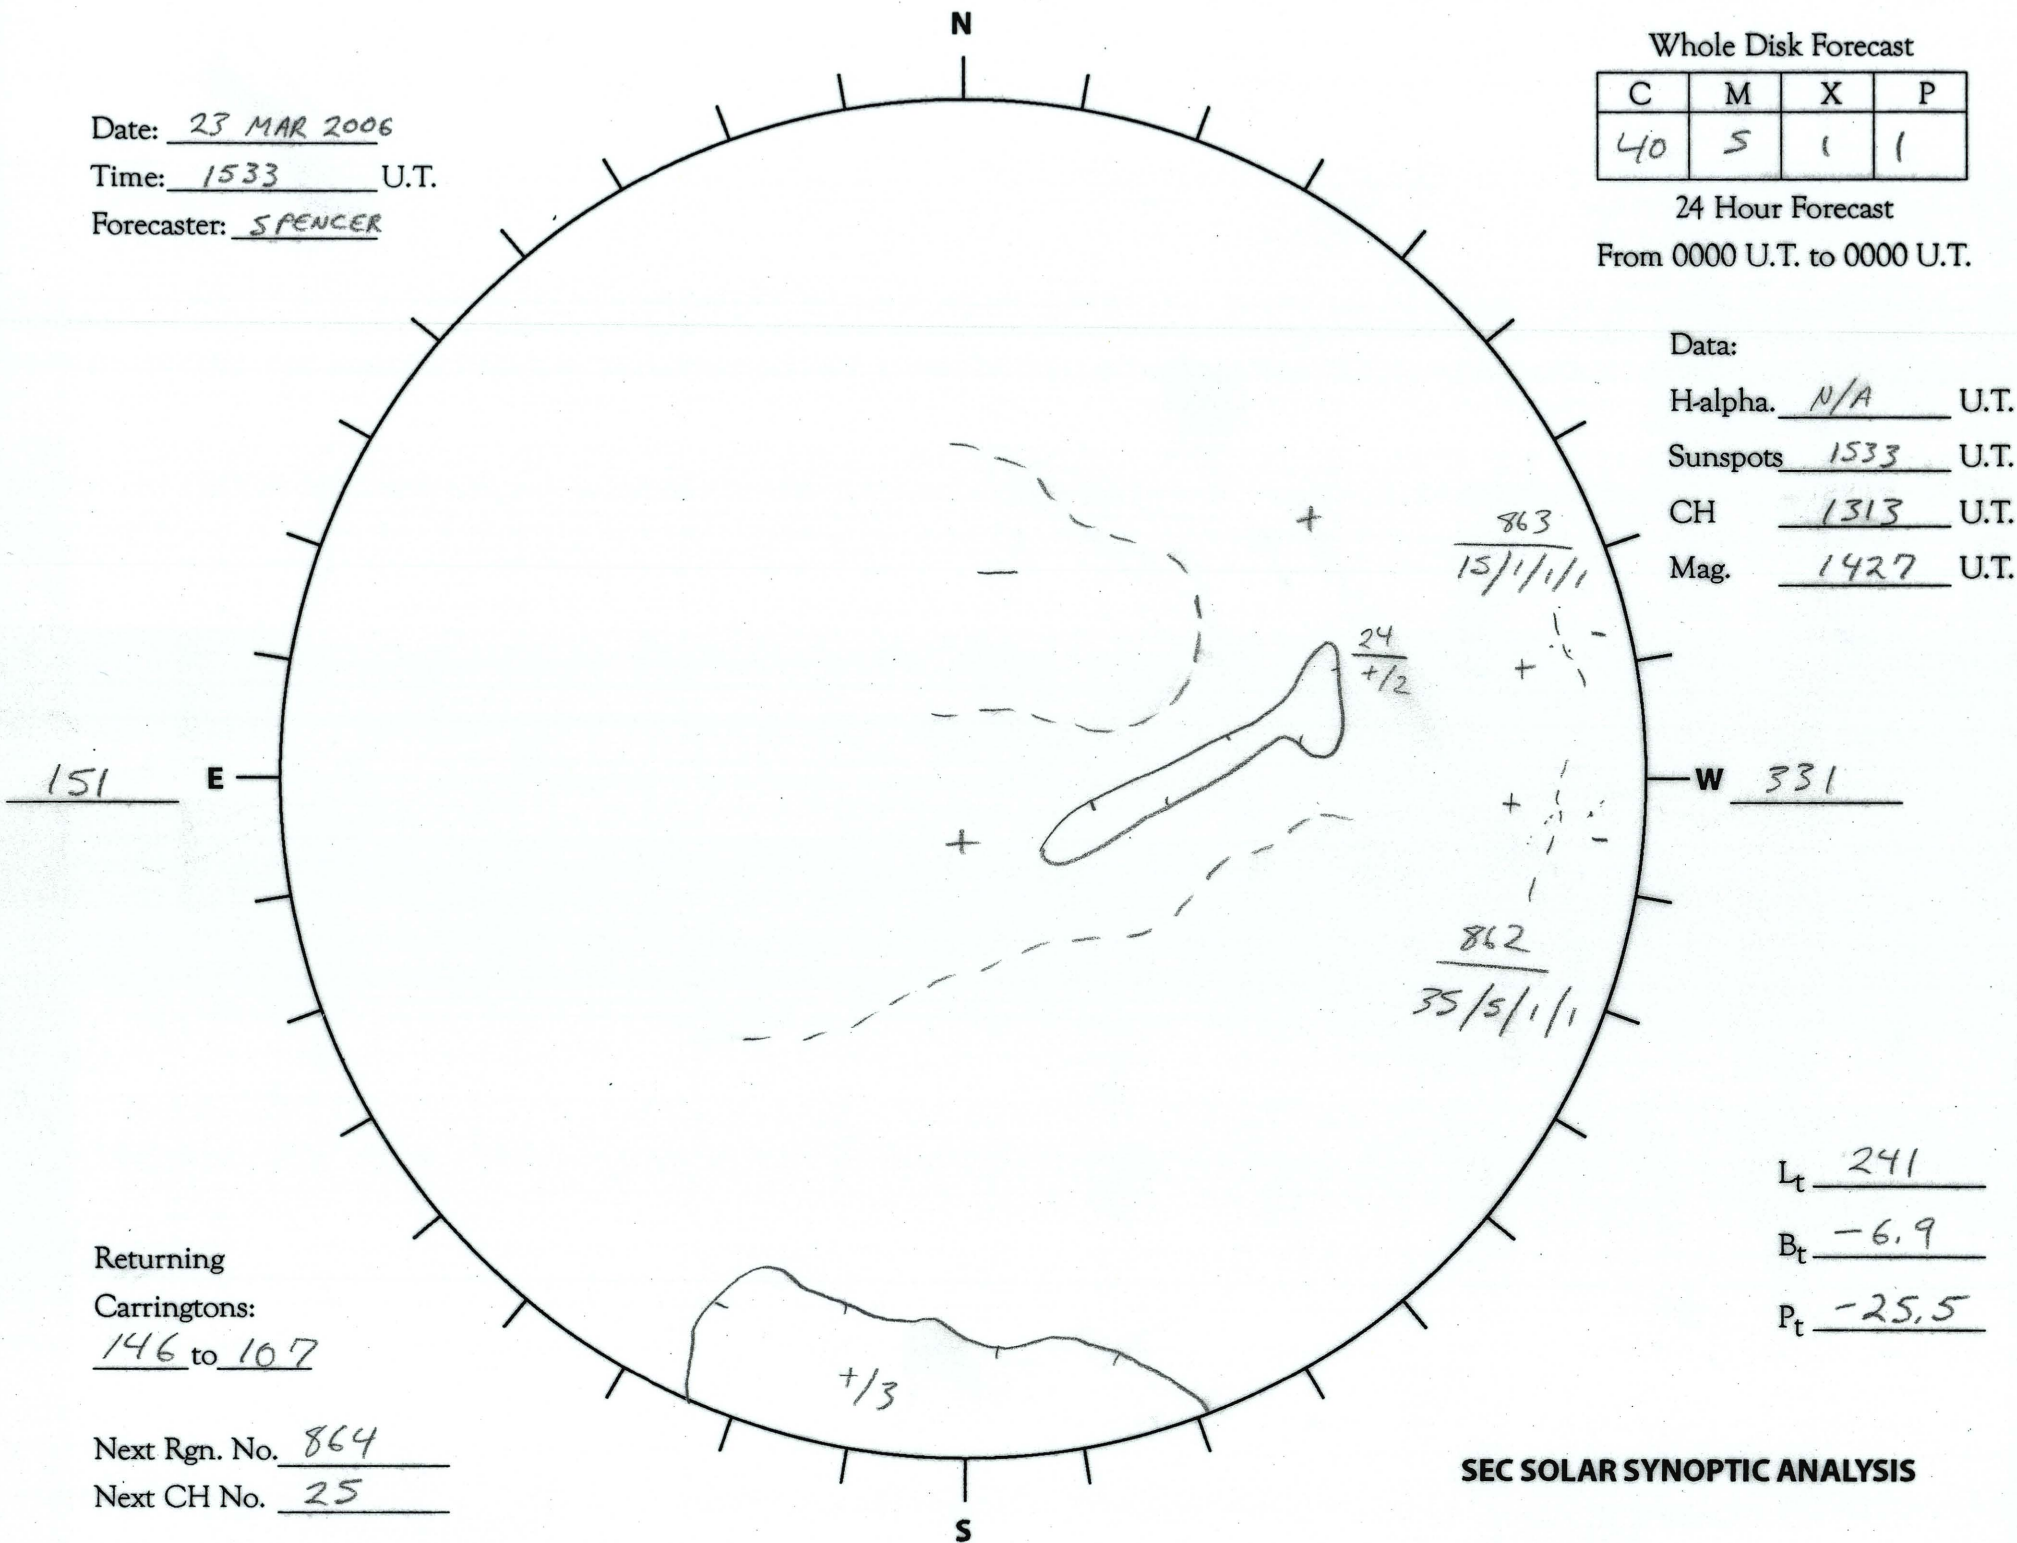 N
Date: 23 MAR 2006
Time: 1533 U.T.
Forecaster: SPENCER
Whole Disk Forecast
C M X P
40 5 1 1
24 Hour Forecast
From 0000 U.T. to 0000 U.T.
Data:
H-alpha. N/A U.T.
Sunspots 1533 U.T.
CH 1313 U.T.
Mag. 1427 U.T.
+
863
15/1/1/1
-
24
+/2
+
-
151 E
W 331
+
+
-
862
35/5/1/1
Lt 241
Bt -6.9
Pt -25.5
Returning
Carringtons:
146 to 107
+/3
Next Rgn. No. 864
Next CH No. 25
SEC SOLAR SYNOPTIC ANALYSIS
S